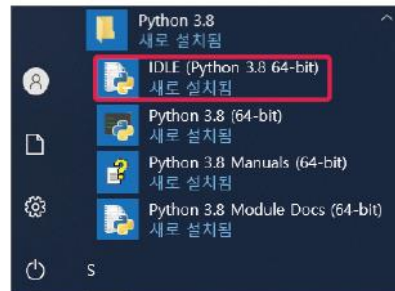 Python 3.8
새로 설치됨
IDLE (Python 3.8 64-bit)
새로 설치됨
Python 3.8 (64-bit)
새로 설치됨
Python 3.8 Manuals (64-bit)
새로 설치됨
Python 3.8 Module Docs (64-bit)
새로 설치됨
S